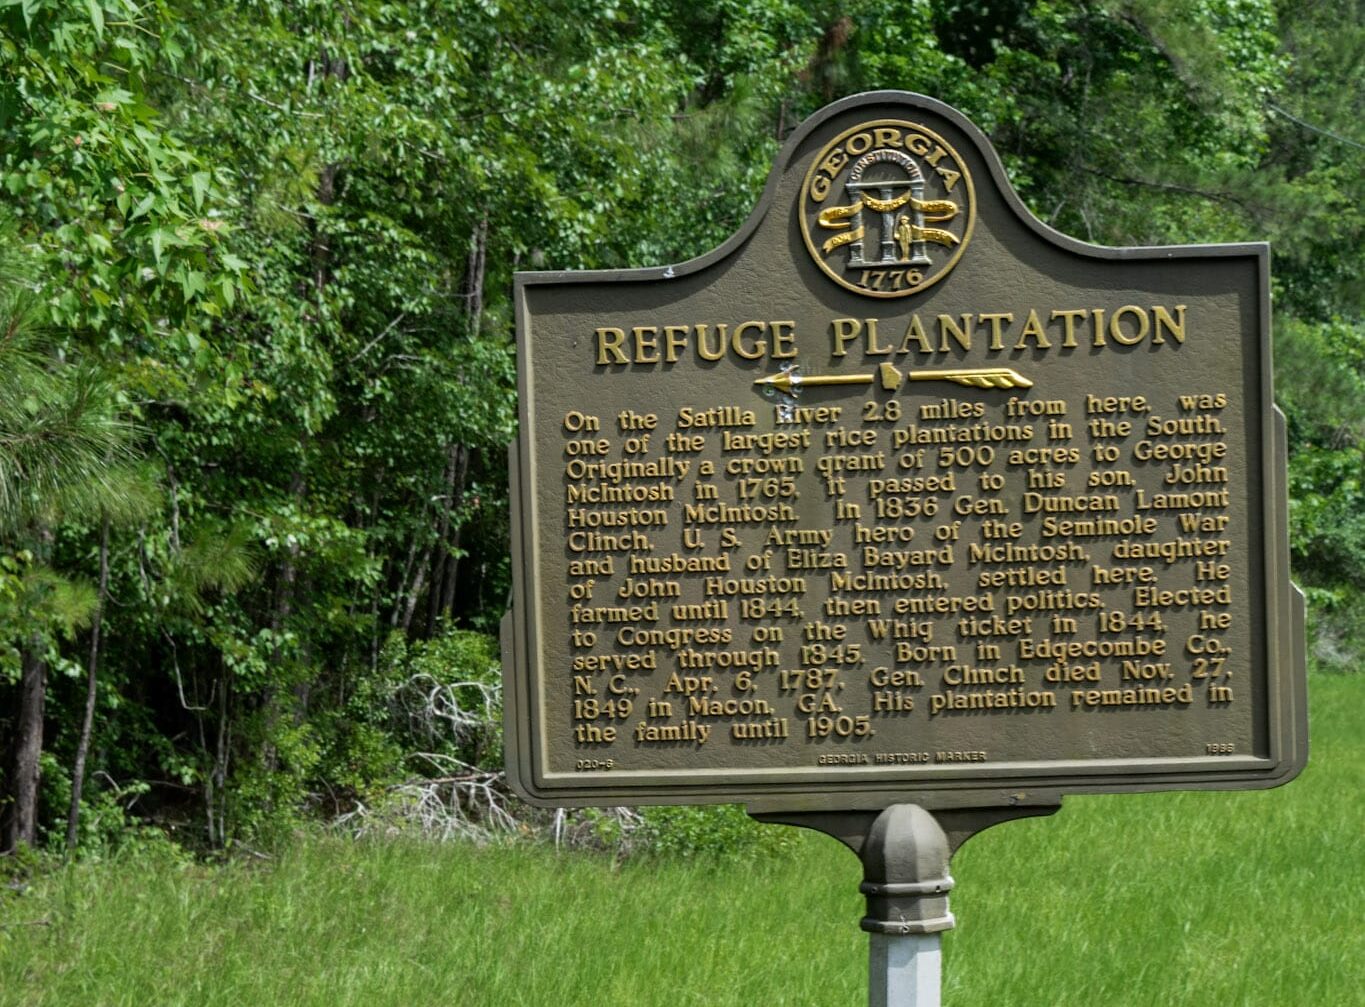 GEORGIA
CONSTITUTION
1776
REFUGE PLANTATION
On the Satilla River 2.8 miles from here, was
one of the largest rice plantations in the South.
Originally a crown grant of 500 acres to George
McIntosh in 1765, it passed to his son, John
Houston McIntosh. In 1836 Gen. Duncan Lamont
Clinch, U. S. Army hero of the Seminole War
and husband of Eliza Bayard McIntosh, daughter
of John Houston McIntosh, settled here. He
farmed until 1844, then entered politics. Elected
to Congress on the Whig ticket in 1844, he
served through 1845. Born in Edgecombe Co.,
N. C., Apr. 6, 1787, Gen. Clinch died Nov. 27,
1849 in Macon, GA. His plantation remained in
the family until 1905.
020-6 GEORGIA HISTORIC MARKER 1986